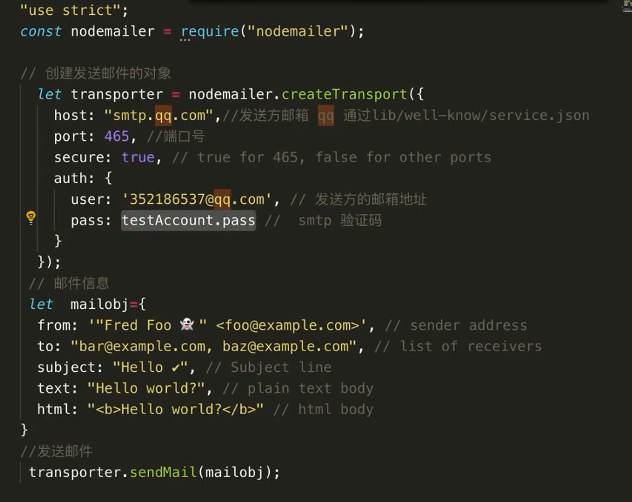 "use strict";
const nodemailer = require("nodemailer");
// 创建发送邮件的对象
let transporter = nodemailer.createTransport({
host: "smtp.qq.com",//发送方邮箱 qq 通过lib/well-know/service.json
port: 465, //端口号
secure: true, // true for 465, false for other ports
auth: {
user: '352186537@qq.com', // 发送方的邮箱地址
pass: testAccount.pass //  smtp 验证码
}
});
// 邮件信息
let  mailobj={
from: '"Fred Foo 👻" <foo@example.com>', // sender address
to: "bar@example.com, baz@example.com", // list of receivers
subject: "Hello ✔", // Subject line
text: "Hello world?", // plain text body
html: "<b>Hello world?</b>" // html body
}
//发送邮件
transporter.sendMail(mailobj);